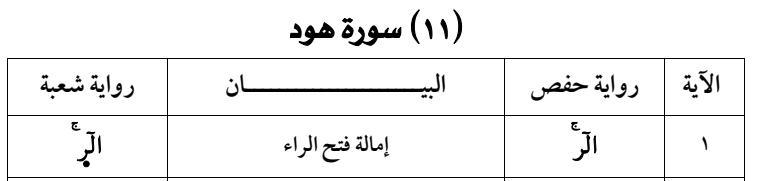 (١١) سورة هود
الآية رواية حفص البيـــــــــــــان رواية شعبة
١ الٓرۚ إمالة فتح الراء الٓر۪ۚ